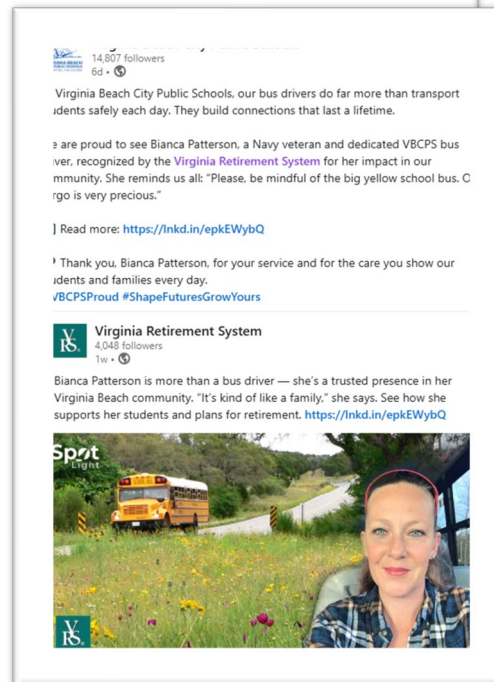 14,807 followers
6d •
Virginia Beach City Public Schools, our bus drivers do far more than transport
udents safely each day. They build connections that last a lifetime.
e are proud to see Bianca Patterson, a Navy veteran and dedicated VBCPS bus
iver, recognized by the Virginia Retirement System for her impact in our
mmunity. She reminds us all: “Please, be mindful of the big yellow school bus. O
rgo is very precious.”
Read more: https://lnkd.in/epkEWybQ
Thank you, Bianca Patterson, for your service and for the care you show our
udents and families every day.
VBCPSProud #ShapeFuturesGrowYours
VRS
Virginia Retirement System
4,048 followers
1w •
Bianca Patterson is more than a bus driver — she’s a trusted presence in her
Virginia Beach community. “It’s kind of like a family,” she says. See how she
supports her students and plans for retirement. https://lnkd.in/epkEWybQ
Spot
Light
VRS